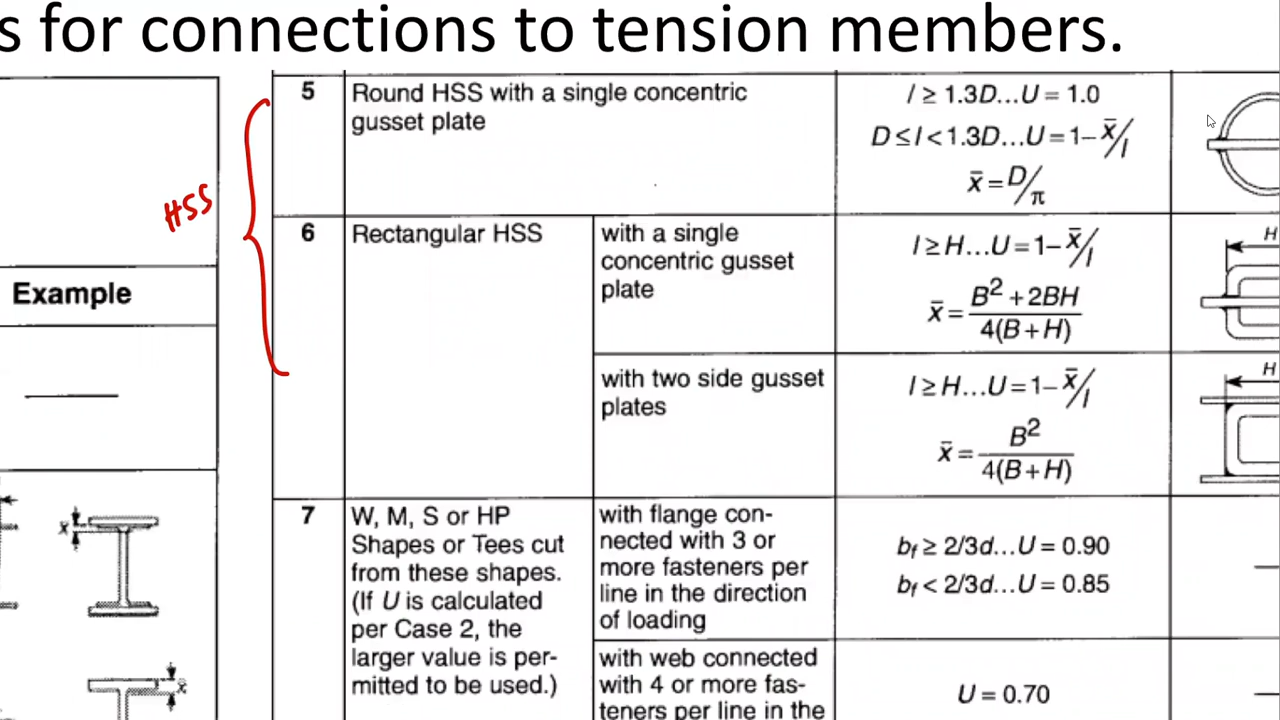 s for connections to tension members.
HSS
Example
x̄
x̄
5
Round HSS with a single concentric
gusset plate
l ≥ 1.3D...U = 1.0
D ≤ l < 1.3D...U = 1− x̄/l
x̄ = D/π
6
Rectangular HSS
with a single
concentric gusset
plate
l ≥ H...U = 1− x̄/l
x̄ = B² + 2BH / 4(B + H)
H
with two side gusset
plates
l ≥ H...U = 1− x̄/l
x̄ = B² / 4(B + H)
H
7
W, M, S or HP
Shapes or Tees cut
from these shapes.
(If U is calculated
per Case 2, the
larger value is per-
mitted to be used.)
with flange con-
nected with 3 or
more fasteners per
line in the direction
of loading
bf ≥ 2/3d...U = 0.90
bf < 2/3d...U = 0.85
with web connected
with 4 or more fas-
teners per line in the
U = 0.70